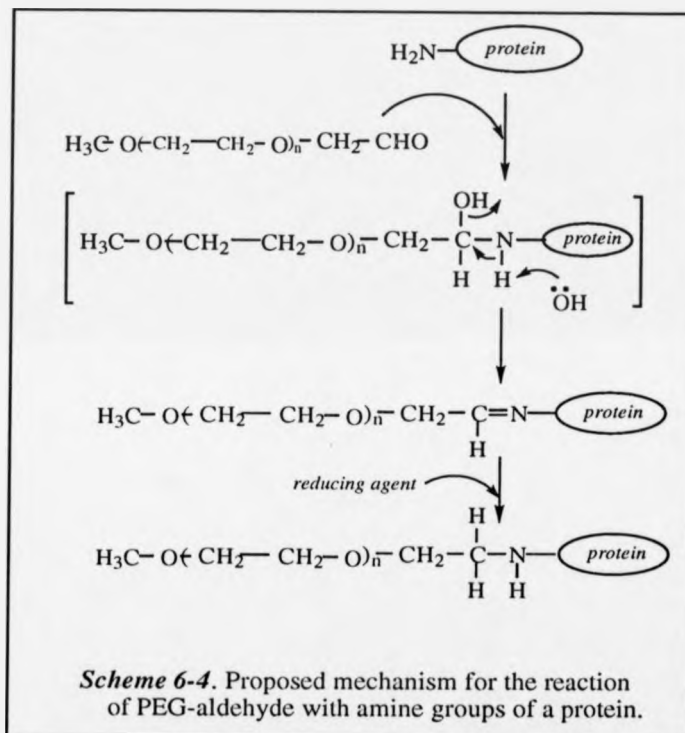 H₂N— protein
H₃C—O(—CH₂—CH₂—O)ₙ—CH₂—CHO
OH
H₃C—O(—CH₂—CH₂—O)ₙ—CH₂—C—N— protein
H H
ÖH
H₃C—O(—CH₂—CH₂—O)ₙ—CH₂—C=N— protein
H
reducing agent
H
H₃C—O(—CH₂—CH₂—O)ₙ—CH₂—C—N— protein
H H
Scheme 6-4. Proposed mechanism for the reaction
of PEG-aldehyde with amine groups of a protein.